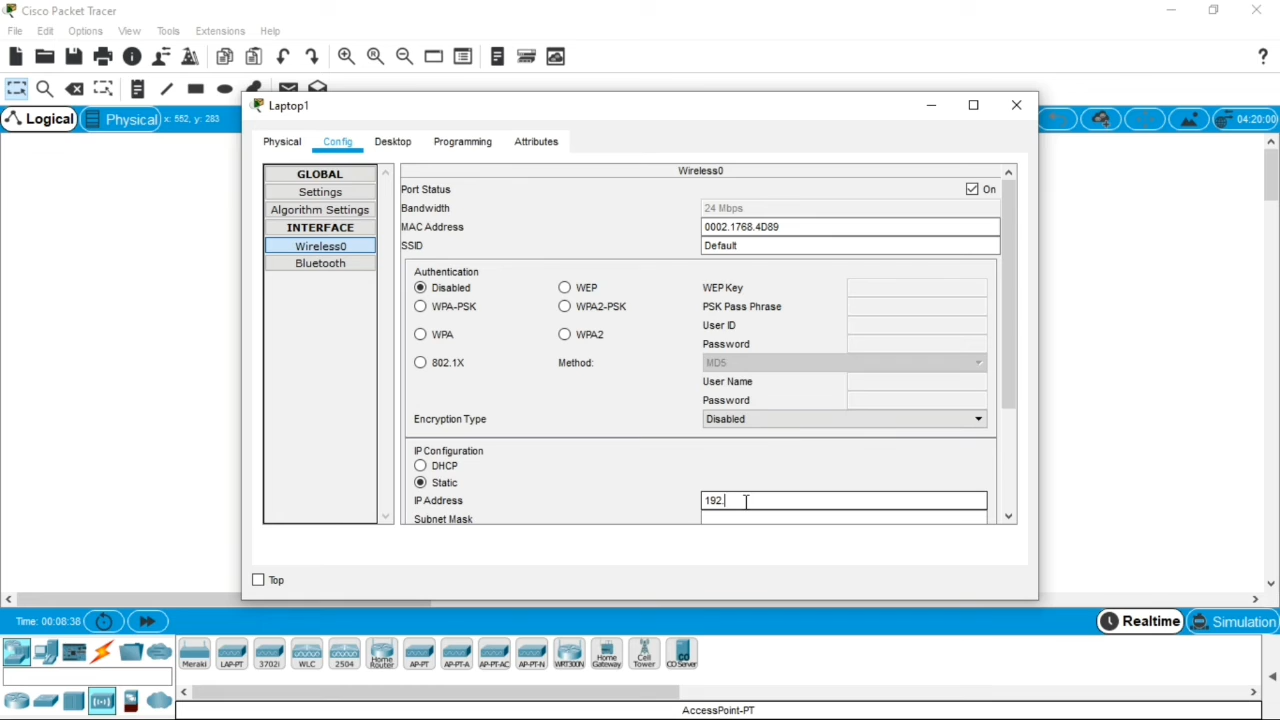 Cisco Packet Tracer
File Edit Options View Tools Extensions Help
?
Logical Physical x: 552, y: 283 04:20:00
Laptop1
Physical Config Desktop Programming Attributes
GLOBAL
Settings
Algorithm Settings
INTERFACE
Wireless0
Bluetooth
Wireless0
Port Status On
Bandwidth 24 Mbps
MAC Address 0002.1768.4D89
SSID Default
Authentication
Disabled WEP WEP Key
WPA-PSK WPA2-PSK PSK Pass Phrase
User ID
WPA WPA2
Password
802.1X Method: MD5
User Name
Password
Encryption Type Disabled
IP Configuration
DHCP
Static
IP Address 192.
Subnet Mask
Top
Time: 00:08:38 Realtime Simulation
Meraki LAP-PT 3702i WLC 2504 Home Router AP-PT AP-PT-A AP-PT-AC AP-PT-N WRT300N Home Gateway Cell Tower CO Server
AccessPoint-PT